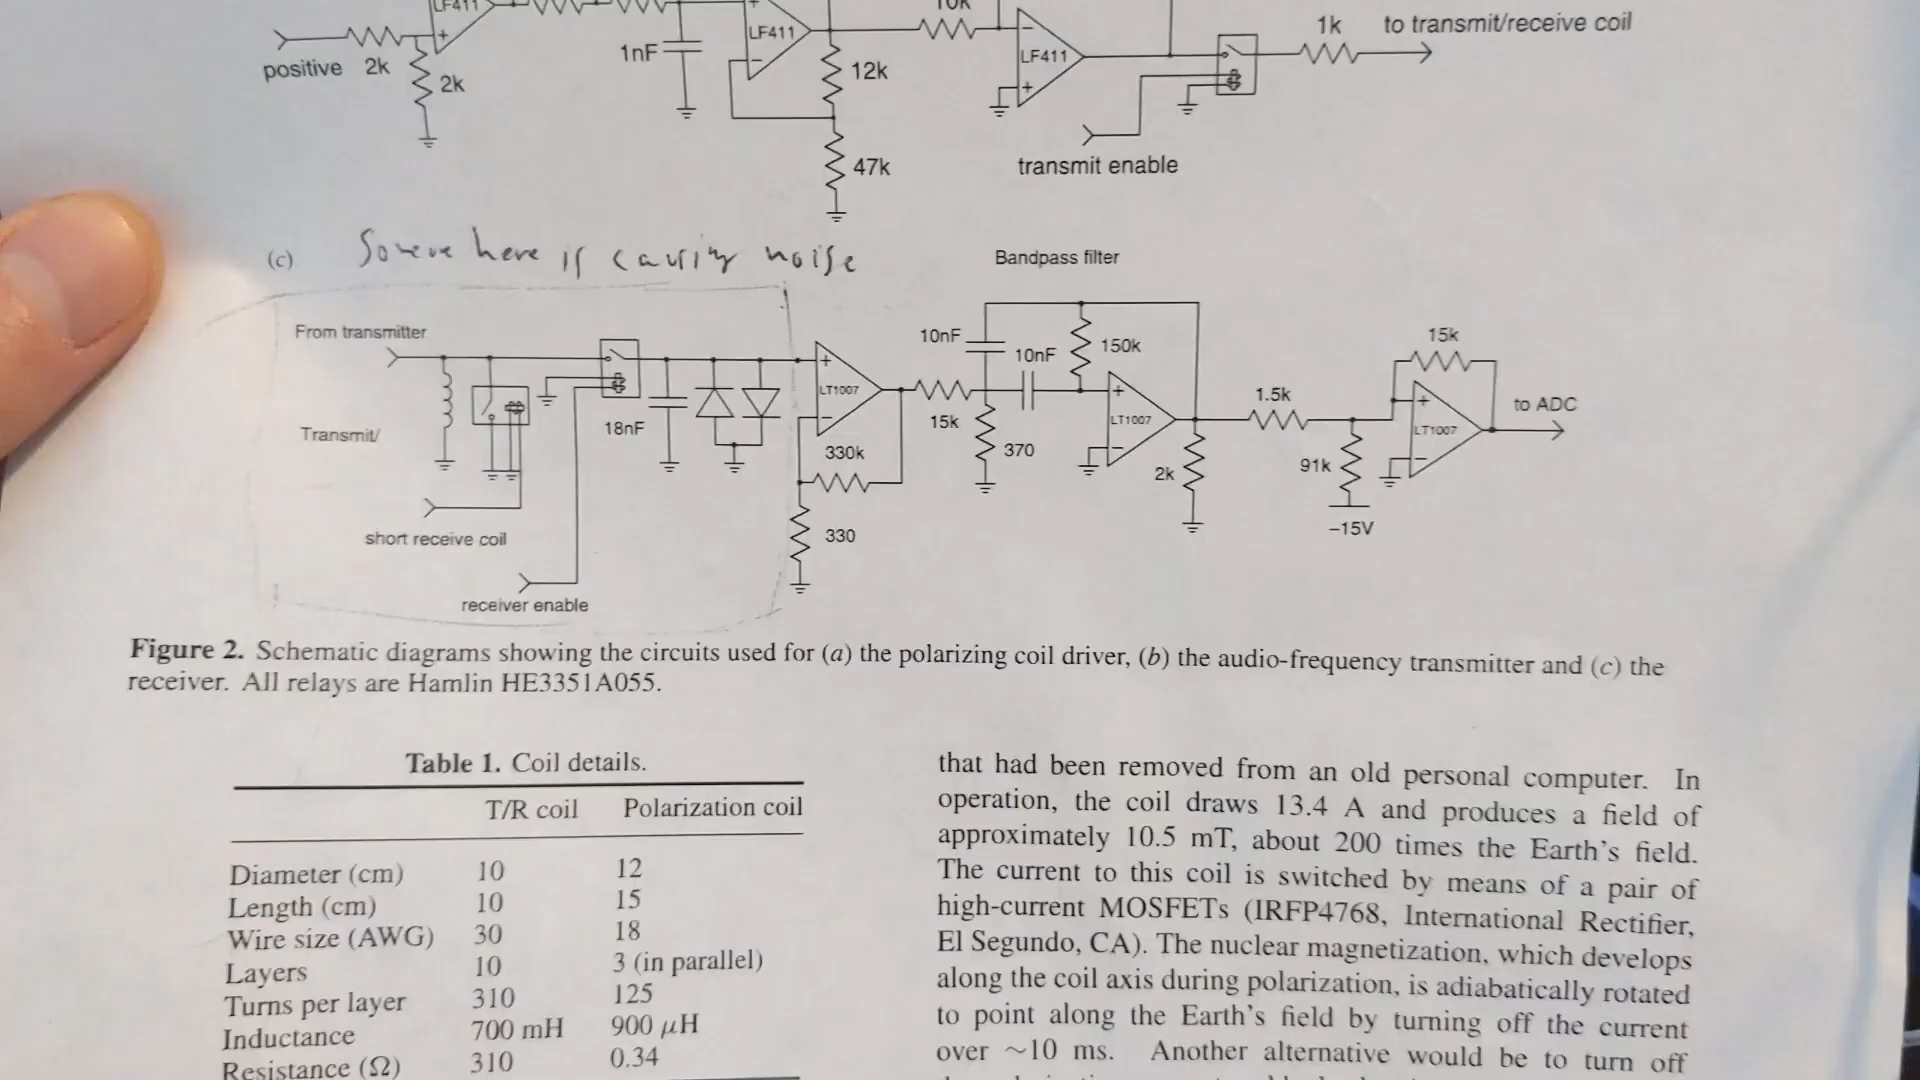 LF411
10k
positive 2k
2k
1nF
LF411
12k
47k
LF411
1k
to transmit/receive coil
transmit enable
(c)
Someve here is causing noise
Bandpass filter
From transmitter
Transmit/
short receive coil
receiver enable
18nF
LT1007
330k
330
10nF
15k
10nF
370
150k
LT1007
2k
1.5k
91k
–15V
15k
LT1007
to ADC
Figure 2. Schematic diagrams showing the circuits used for (a) the polarizing coil driver, (b) the audio-frequency transmitter and (c) the
receiver. All relays are Hamlin HE3351A055.
Table 1. Coil details.
T/R coil Polarization coil
Diameter (cm) 10 12
Length (cm) 10 15
Wire size (AWG) 30 18
Layers 10 3 (in parallel)
Turns per layer 310 125
Inductance 700 mH 900 μH
Resistance (Ω) 310 0.34
that had been removed from an old personal computer. In
operation, the coil draws 13.4 A and produces a field of
approximately 10.5 mT, about 200 times the Earth's field.
The current to this coil is switched by means of a pair of
high-current MOSFETs (IRFP4768, International Rectifier,
El Segundo, CA). The nuclear magnetization, which develops
along the coil axis during polarization, is adiabatically rotated
to point along the Earth's field by turning off the current
over ~10 ms. Another alternative would be to turn off